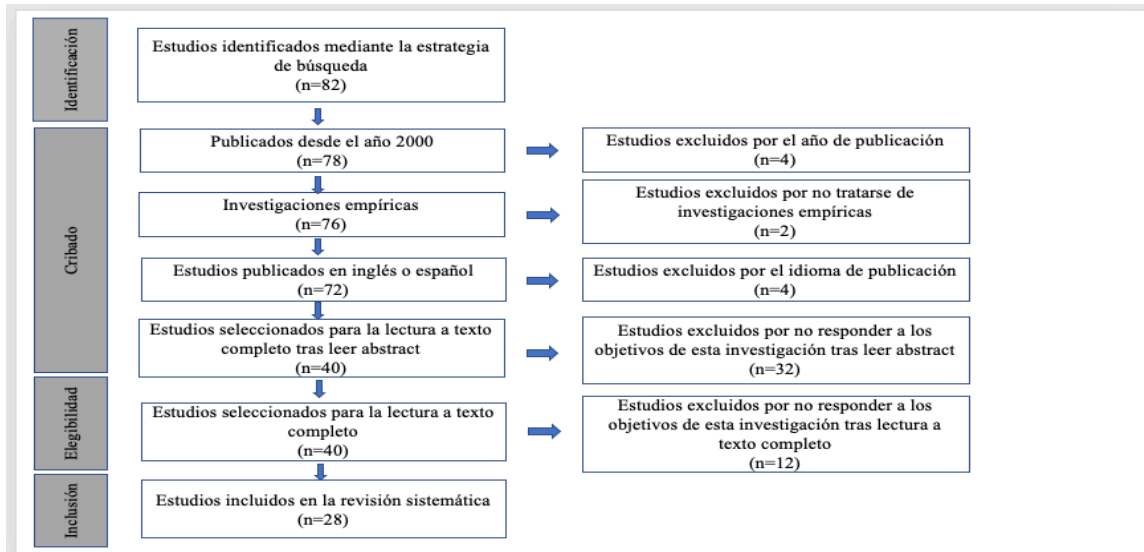 Identificación
Estudios identificados mediante la estrategia
de búsqueda
(n=82)
Cribado
Publicados desde el año 2000
(n=78)
Estudios excluidos por el año de publicación
(n=4)
Investigaciones empíricas
(n=76)
Estudios excluidos por no tratarse de
investigaciones empíricas
(n=2)
Estudios publicados en inglés o español
(n=72)
Estudios excluidos por el idioma de publicación
(n=4)
Estudios seleccionados para la lectura a texto
completo tras leer abstract
(n=40)
Estudios excluidos por no responder a los
objetivos de esta investigación tras leer abstract
(n=32)
Elegibilidad
Estudios seleccionados para la lectura a texto
completo
(n=40)
Estudios excluidos por no responder a los
objetivos de esta investigación tras lectura a
texto completo
(n=12)
Inclusión
Estudios incluidos en la revisión sistemática
(n=28)